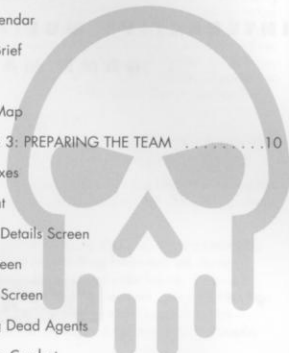 endar
rief
Map
3: PREPARING THE TEAM .........10
xes
t
Details Screen
een
Screen
g Dead Agents